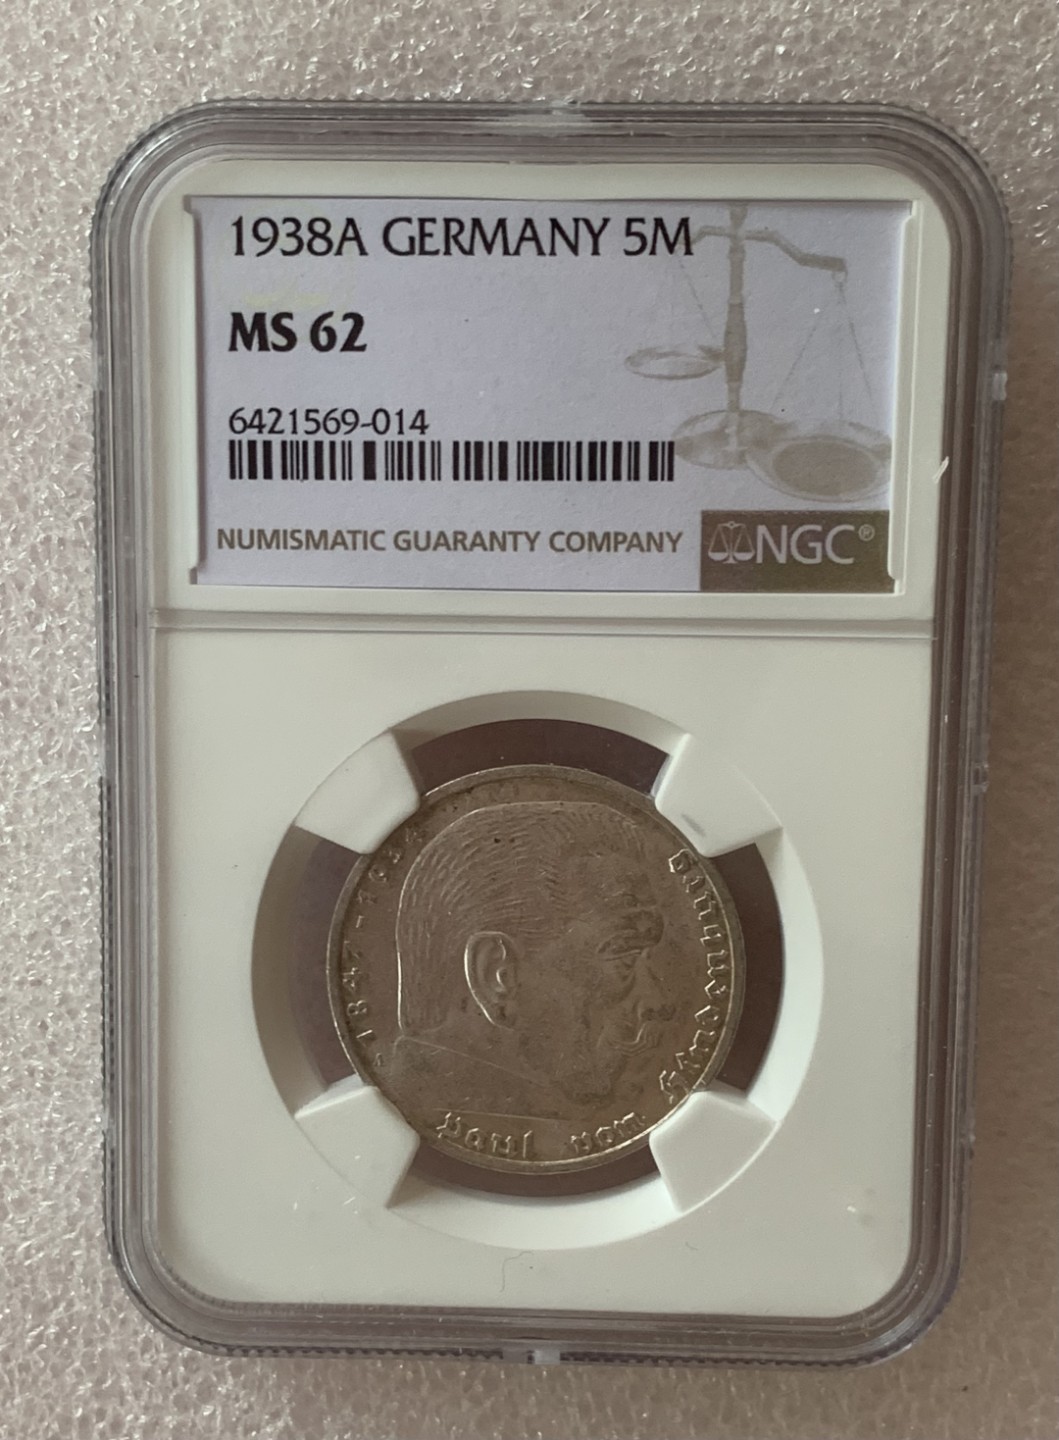 1938A GERMANY 5M
MS 62
6421569-014
NUMISMATIC GUARANTY COMPANY
NGC®
Paul von Hindenburg
1847-1934